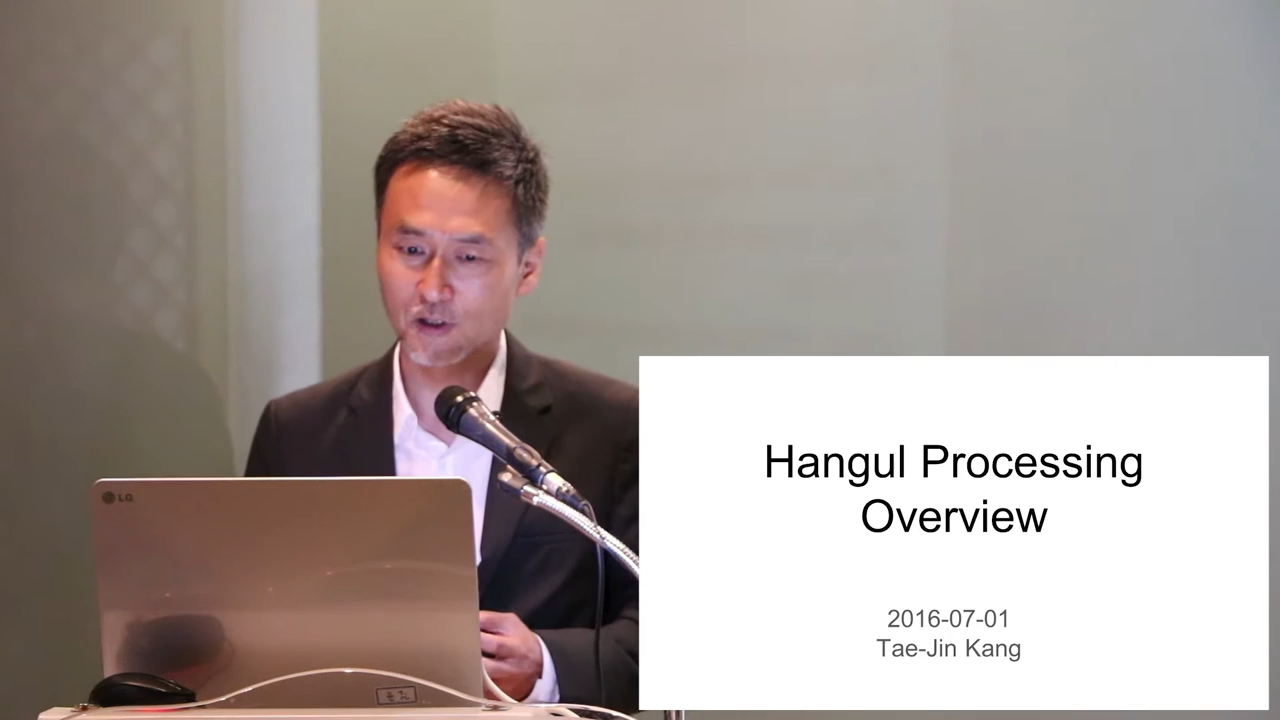 LG
Hangul Processing
Overview
2016-07-01
Tae-Jin Kang